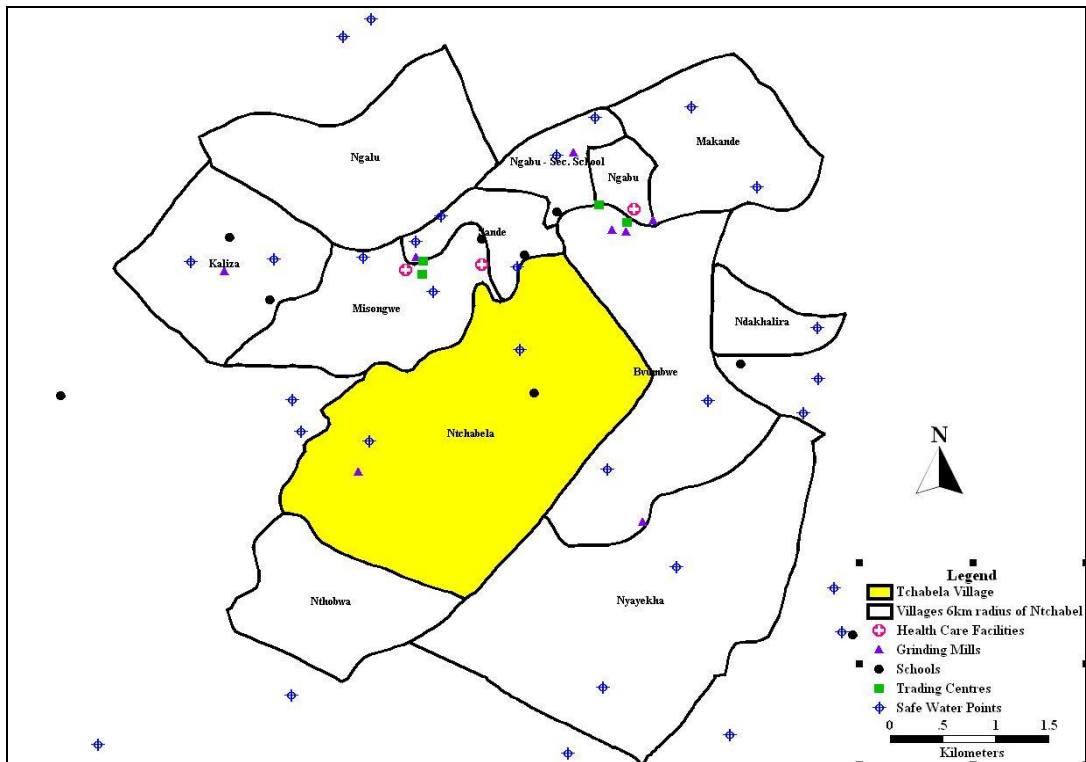 Makande
Ngalu
Ngabu - Sec. School
Ngabu
Kaliza
Misongwe
Ndakhalira
Bvumbwe
Ntchabela
N
Nthobwa
Nyayekha
Legend
Tchabela Village
Villages 6km radius of Ntchabel
Health Care Facilities
Grinding Mills
Schools
Trading Centres
Safe Water Points
0 .5 1 1.5
Kilometers